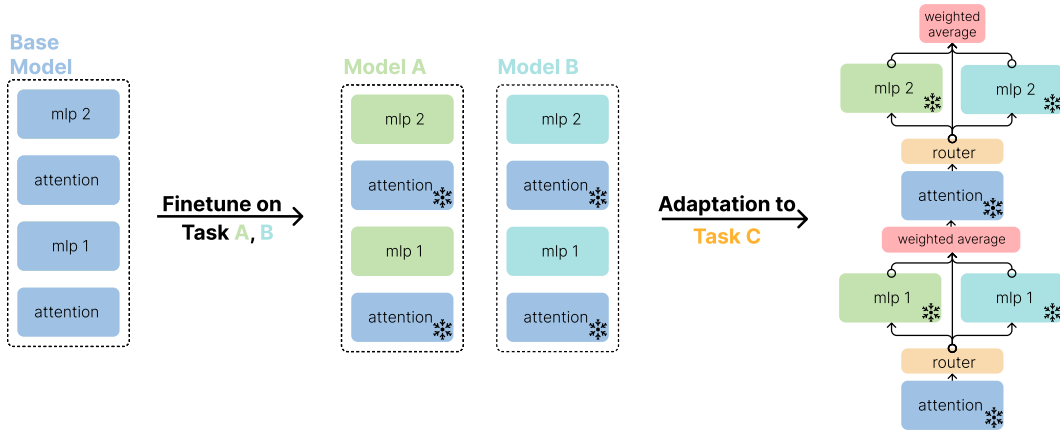 Base
Model
mlp 2
attention
mlp 1
attention
Finetune on
Task A, B
Model A
mlp 2
attention
mlp 1
attention
Model B
mlp 2
attention
mlp 1
attention
Adaptation to
Task C
weighted
average
mlp 2
mlp 2
router
attention
weighted average
mlp 1
mlp 1
router
attention